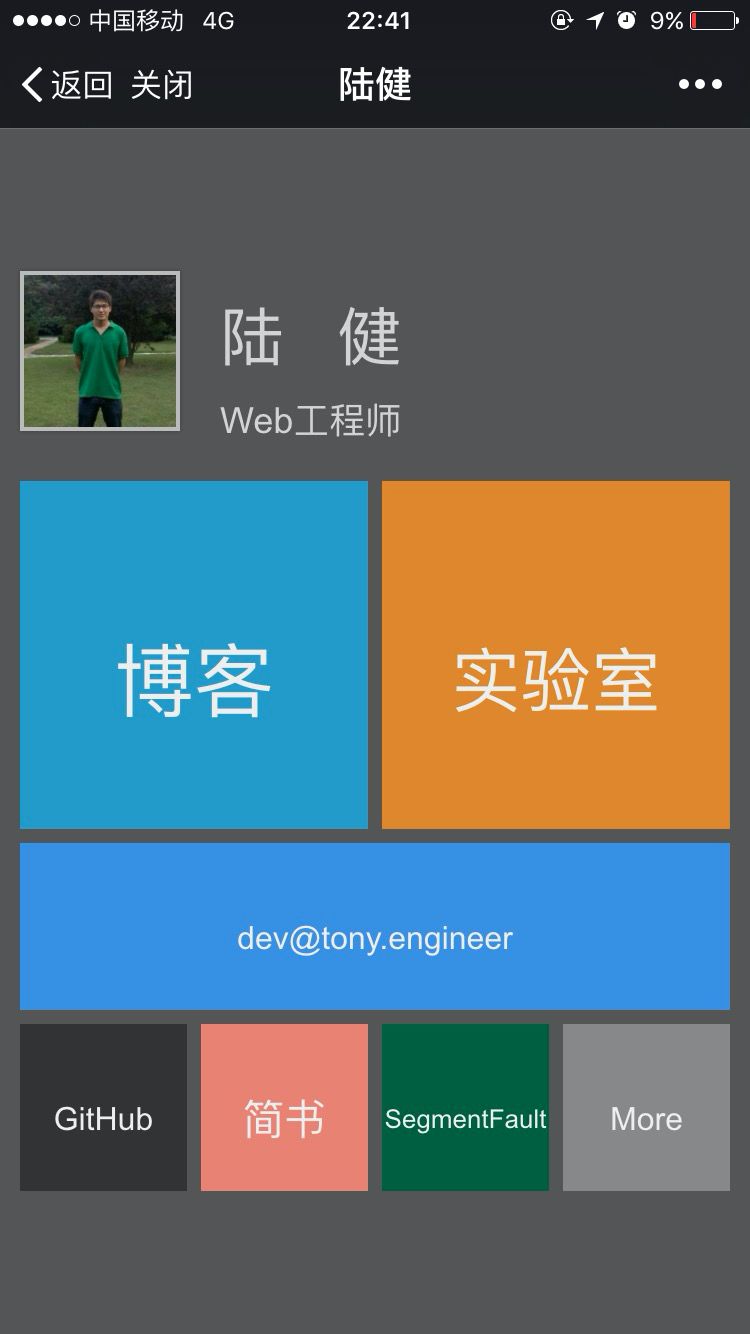 中国移动 4G 22:41 9%
返回 关闭 陆健
陆 健
Web工程师
博客 实验室
dev@tony.engineer
GitHub 简书 SegmentFault More